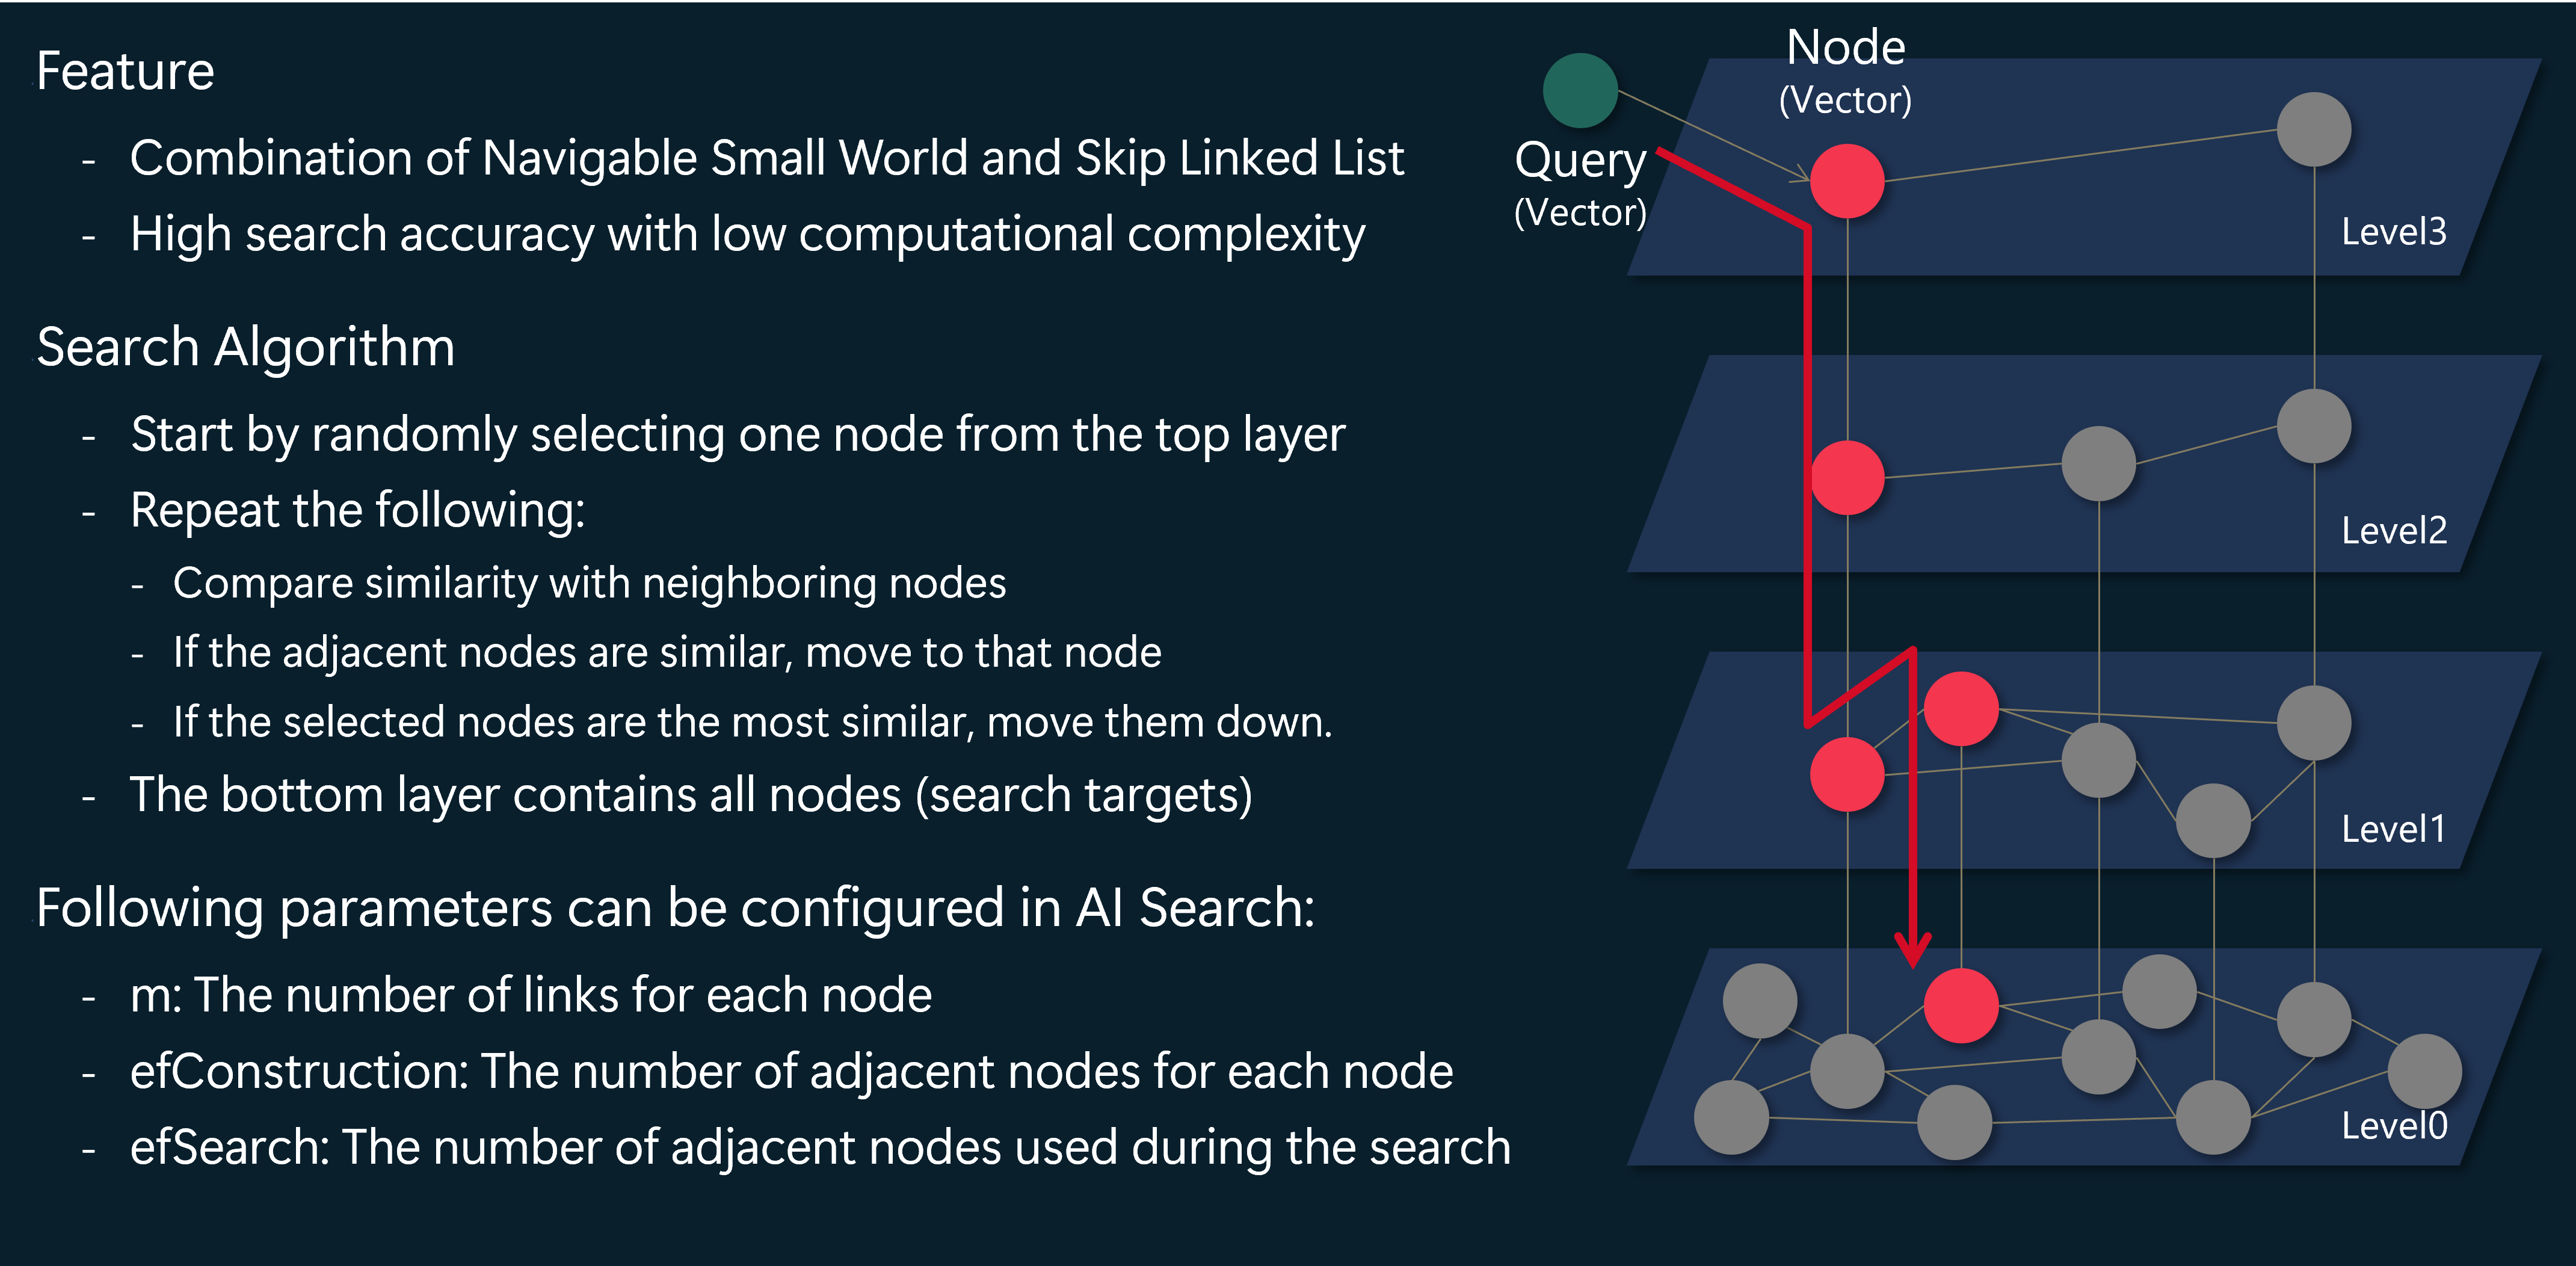 Feature
- Combination of Navigable Small World and Skip Linked List
- High search accuracy with low computational complexity
Search Algorithm
- Start by randomly selecting one node from the top layer
- Repeat the following:
- Compare similarity with neighboring nodes
- If the adjacent nodes are similar, move to that node
- If the selected nodes are the most similar, move them down.
- The bottom layer contains all nodes (search targets)
Following parameters can be configured in AI Search:
- m: The number of links for each node
- efConstruction: The number of adjacent nodes for each node
- efSearch: The number of adjacent nodes used during the search
Node
(Vector)
Query
(Vector)
Level3
Level2
Level1
Level0